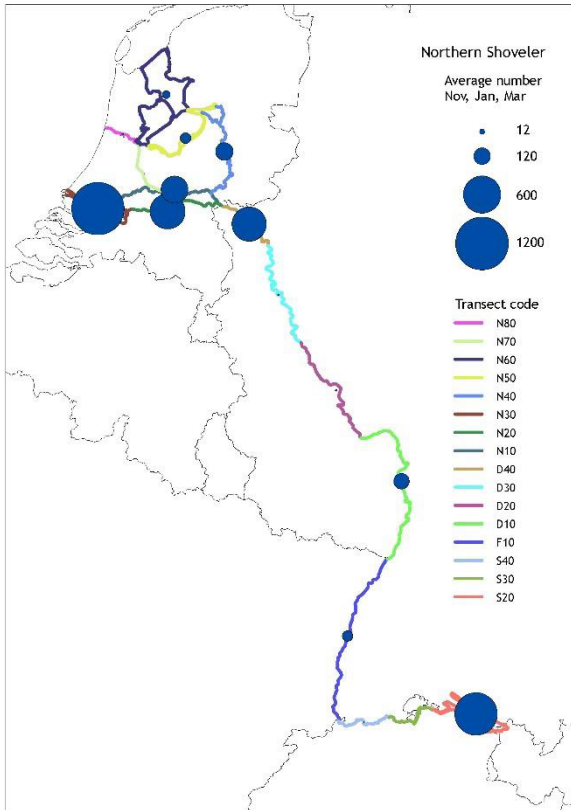 Northern Shoveler
Average number
Nov, Jan, Mar
12
120
600
1200
Transect code
N80
N70
N60
N50
N40
N30
N20
N10
D40
D30
D20
D10
F10
S40
S30
S20